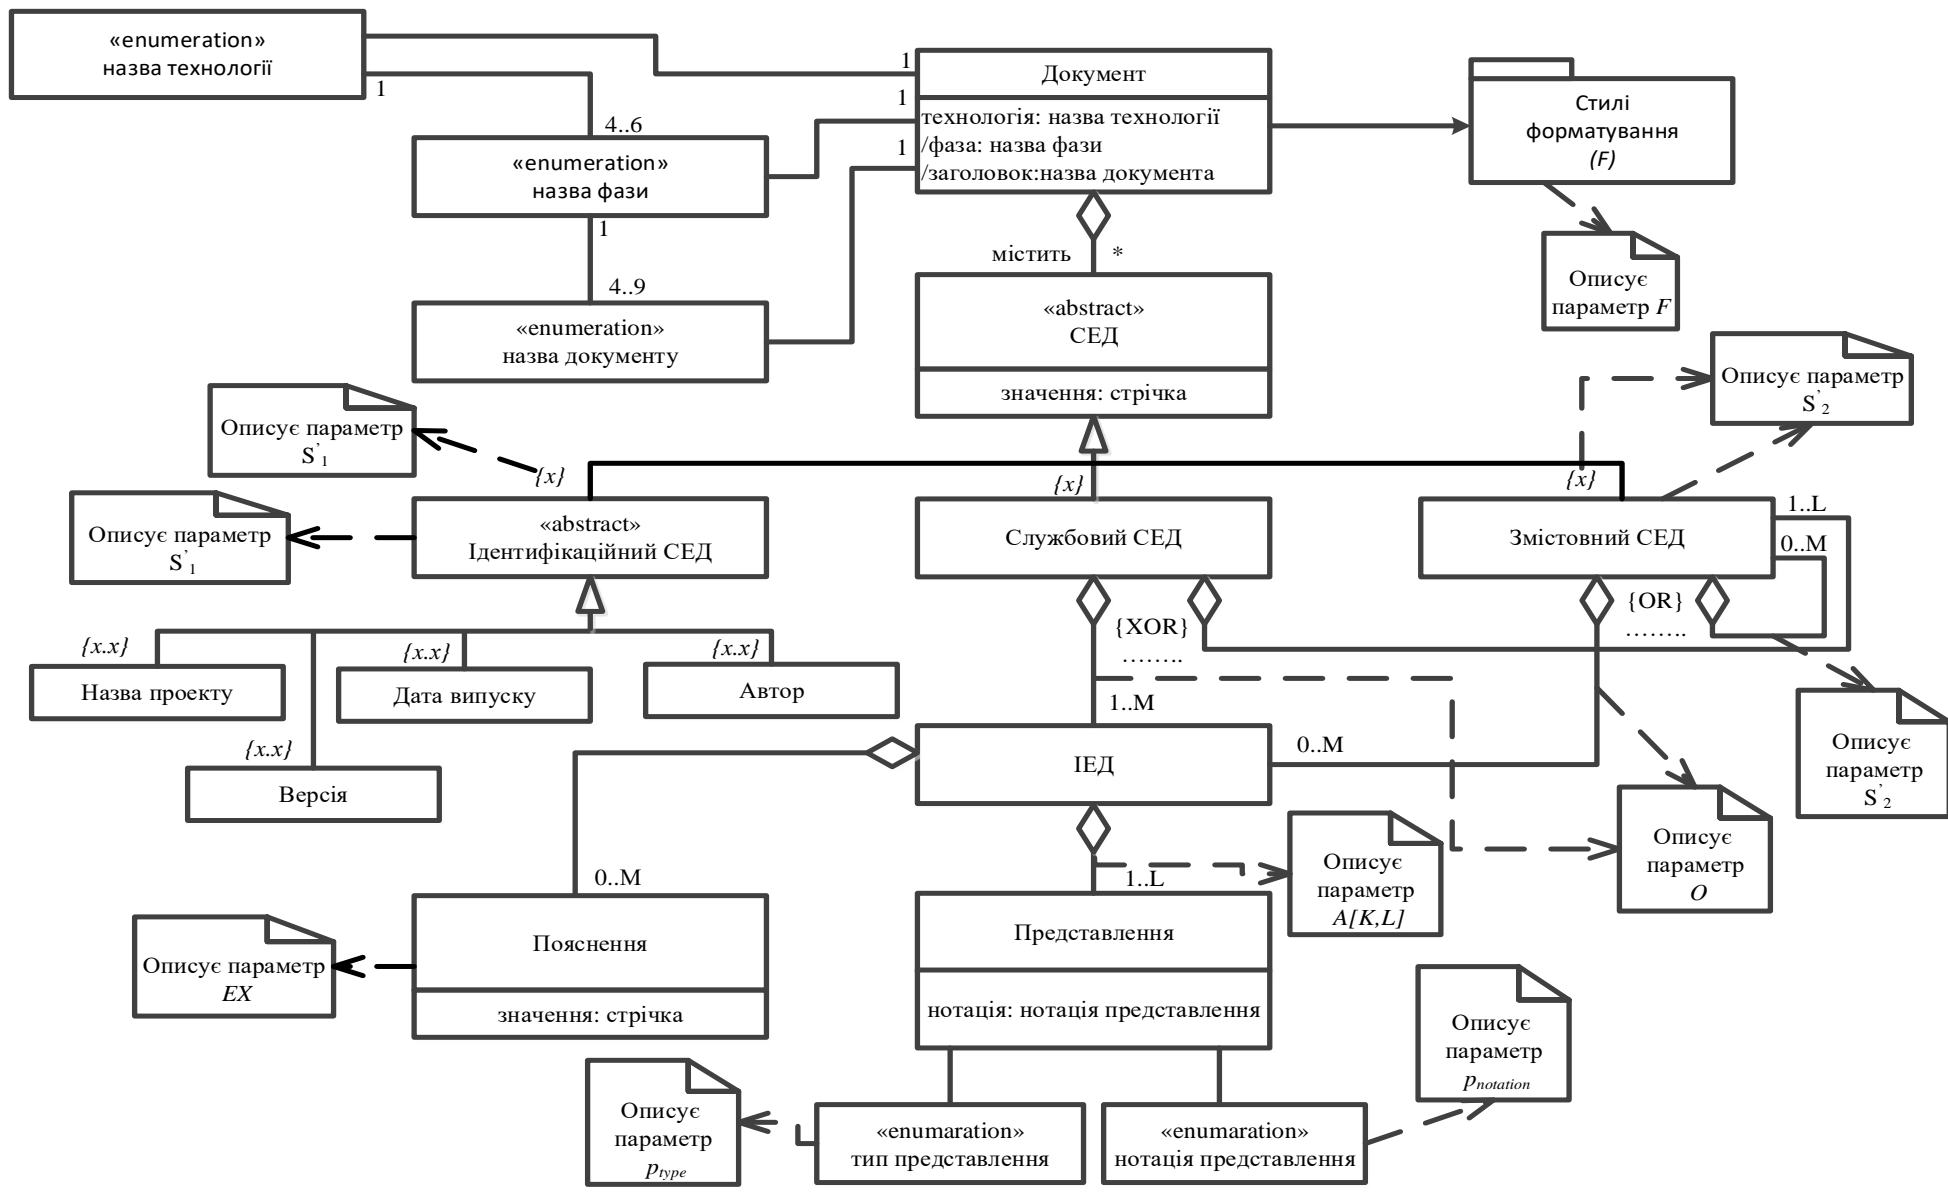 «enumeration»
назва технології
1
«enumeration»
назва фази
4..6
1
«enumeration»
назва документу
4..9
1
1
1
Документ
технологія: назва технології
/фаза: назва фази
/заголовок:назва документа
Стилі
форматування
(F)
Описує
параметр F
містить
*
«abstract»
СЕД
значення: стрічка
Описує параметр
S'1
Описує параметр
S'2
{x}
{x}
{x}
Описує параметр
S'1
«abstract»
Ідентифікаційний СЕД
Службовий СЕД
Змістовний СЕД
1..L
0..M
{XOR}
........
{OR}
........
{x.x}
Назва проекту
{x.x}
Дата випуску
{x.x}
Автор
{x.x}
Версія
1..M
ІЕД
0..M
Описує
параметр
S'2
Описує
параметр
O
Описує
параметр
A[K,L]
0..M
1..L
Описує параметр
EX
Пояснення
значення: стрічка
Представлення
нотація: нотація представлення
Описує
параметр
pnotation
Описує
параметр
ptype
«enumaration»
тип представлення
«enumaration»
нотація представлення